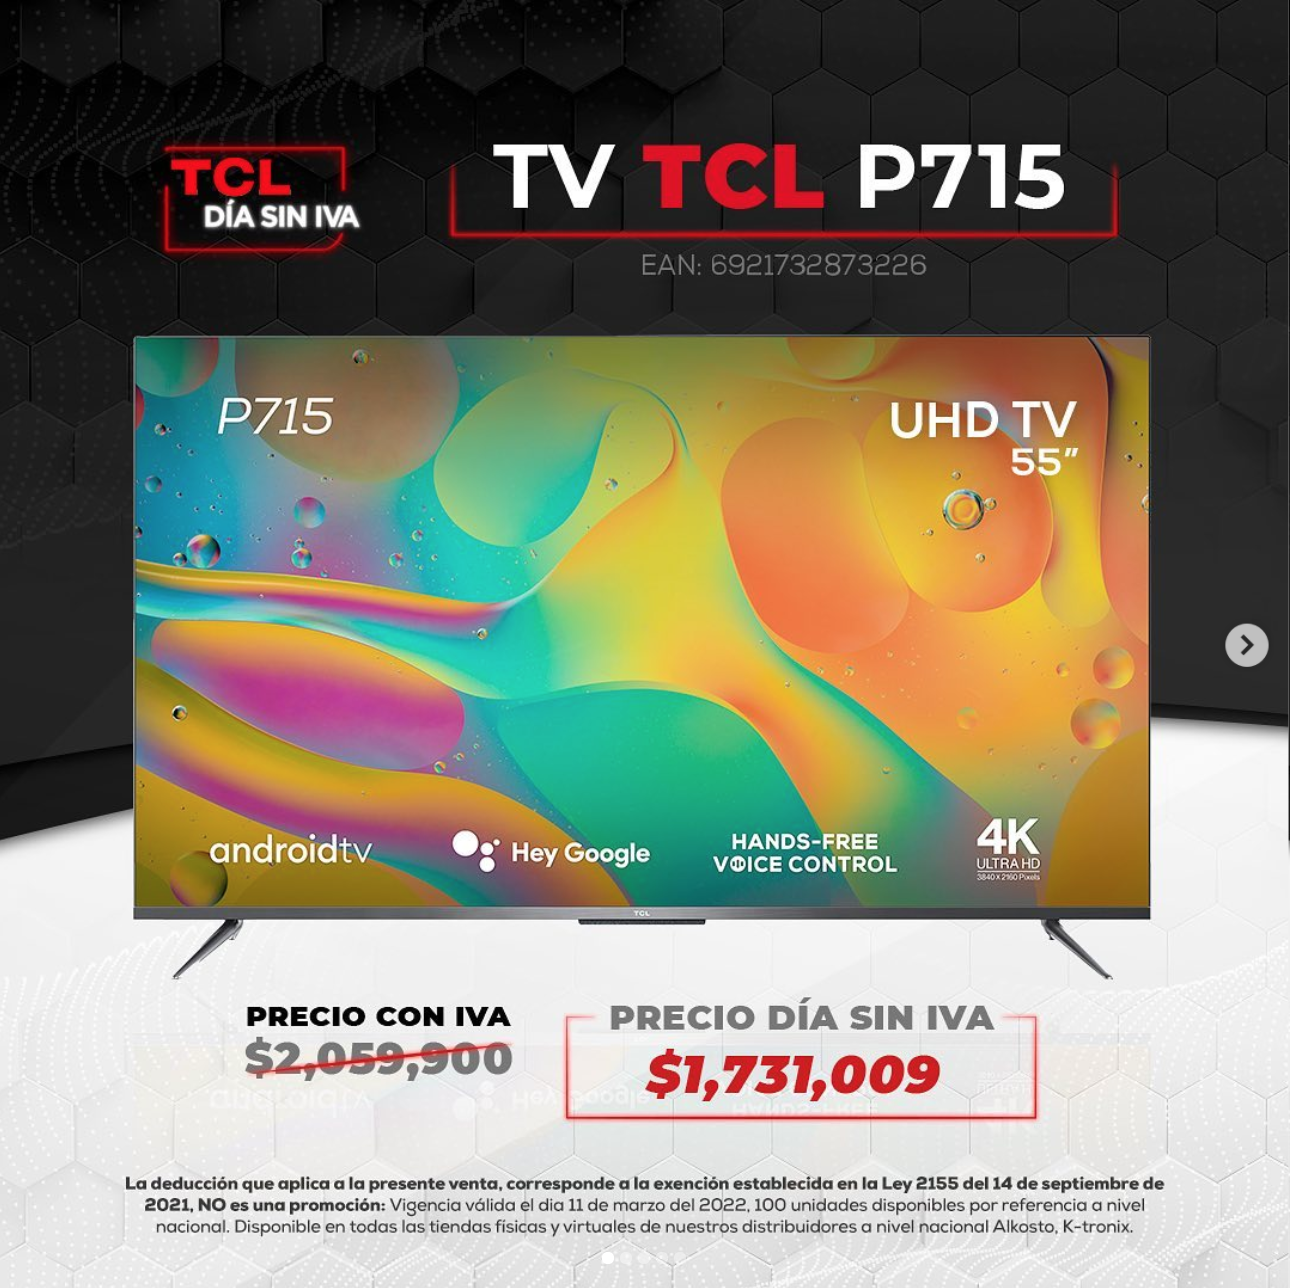 TCL
DÍA SIN IVA
TV TCL P715
EAN: 6921732873226
P715
UHD TV
55”
androidtv
Hey Google
HANDS-FREE
VOICE CONTROL
4K
ULTRA HD
3840 X 2160 Pixels
TCL
PRECIO CON IVA
$2,059,900
PRECIO DÍA SIN IVA
$1,731,009
La deducción que aplica a la presente venta, corresponde a la exención establecida en la Ley 2155 del 14 de septiembre de
2021, NO es una promoción: Vigencia válida el dia 11 de marzo del 2022, 100 unidades disponibles por referencia a nivel
nacional. Disponible en todas las tiendas físicas y virtuales de nuestros distribuidores a nivel nacional Alkosto, K-tronix.